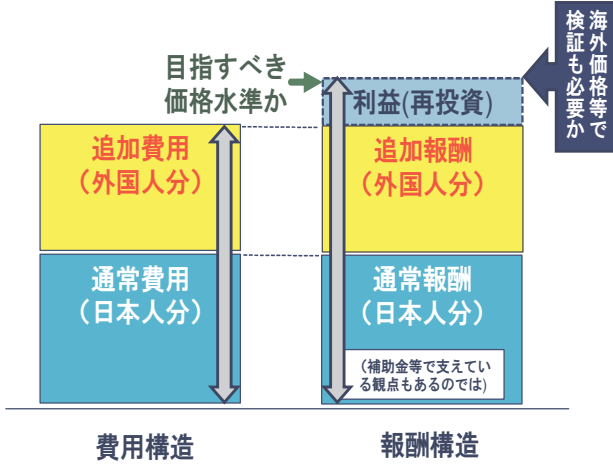 海外価格等で
検証も必要か
目指すべき
価格水準か
利益(再投資)
追加費用
（外国人分）
追加報酬
（外国人分）
通常費用
（日本人分）
通常報酬
（日本人分）
（補助金等で支えてい
る観点もあるのでは)
費用構造
報酬構造